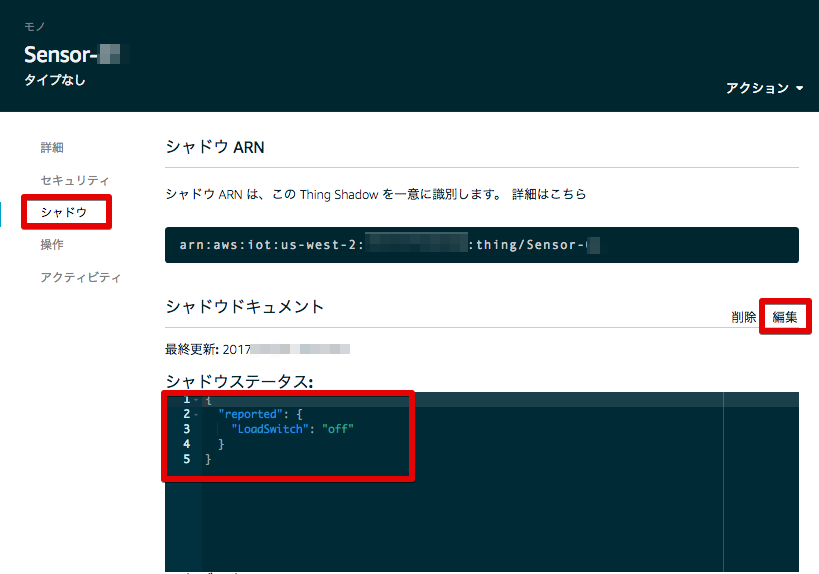 モノ
Sensor-
タイプなし
アクション
詳細
セキュリティ
シャドウ
操作
アクティビティ
シャドウ ARN
シャドウ ARN は、この Thing Shadow を一意に識別します。 詳細はこちら
arn:aws:iot:us-west-2: :thing/Sensor-
シャドウドキュメント
削除 編集
最終更新: 2017
シャドウステータス:
1 {
2 "reported": {
3 "LoadSwitch": "off"
4 }
5 }